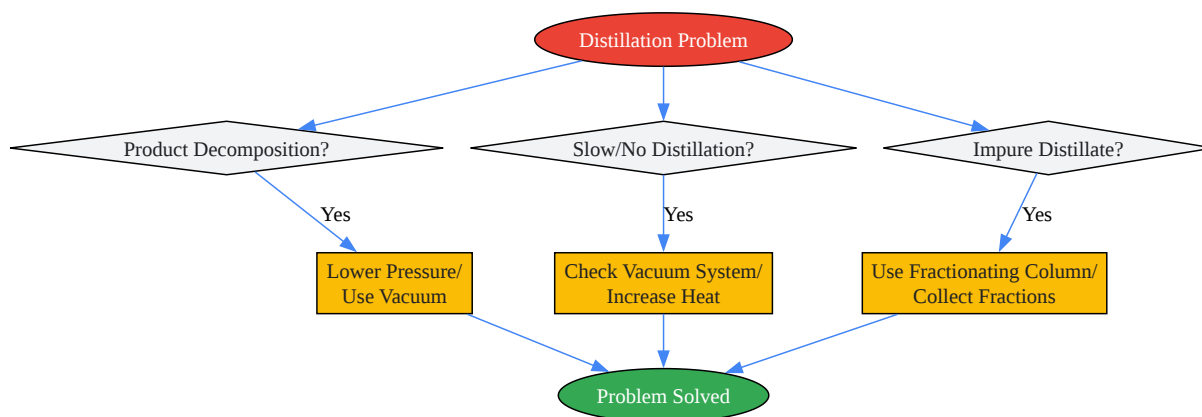 Distillation Problem
Product Decomposition?
Slow/No Distillation?
Impure Distillate?
Yes
Yes
Yes
Lower Pressure/
Use Vacuum
Check Vacuum System/
Increase Heat
Use Fractionating Column/
Collect Fractions
Problem Solved